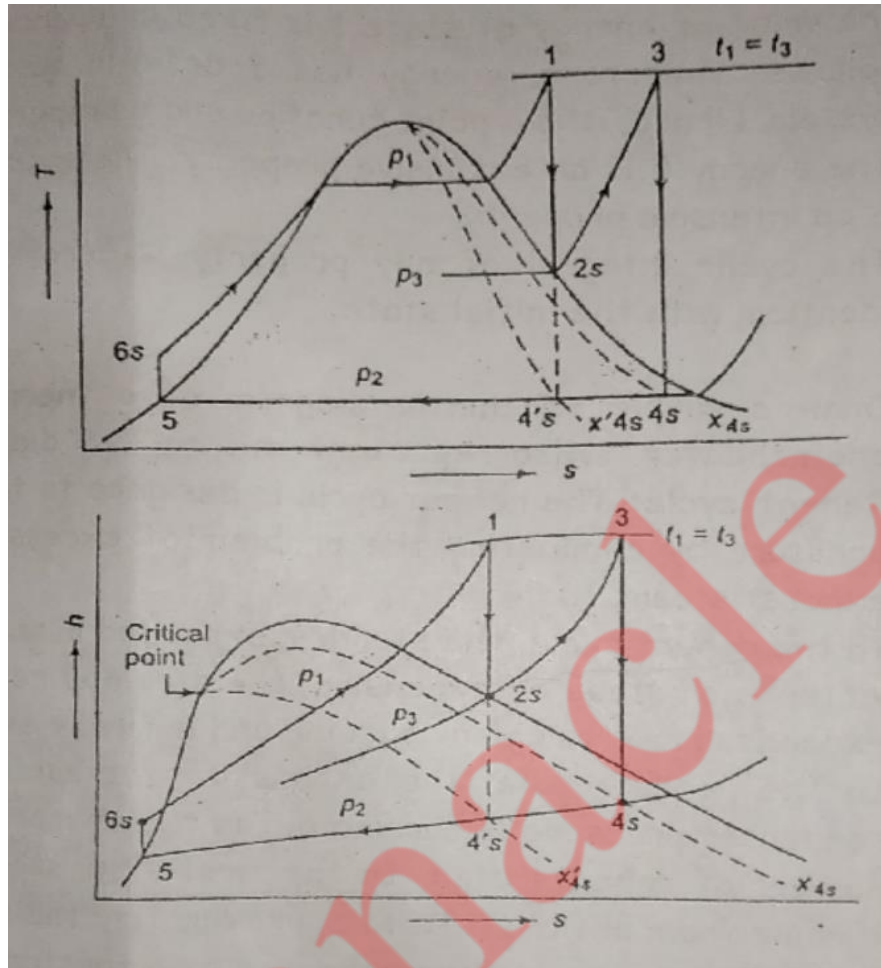 1 3 t₁ = t₃
T
p₁
p₃ 2s
6s
p₂
5 4's x'4s 4s x₄ₛ
s
1 3
t₁ = t₃
h
Critical
point
p₁
2s
p₃
6s
p₂
4's 4s
5
x'₄ₛ x₄ₛ
s
nacle